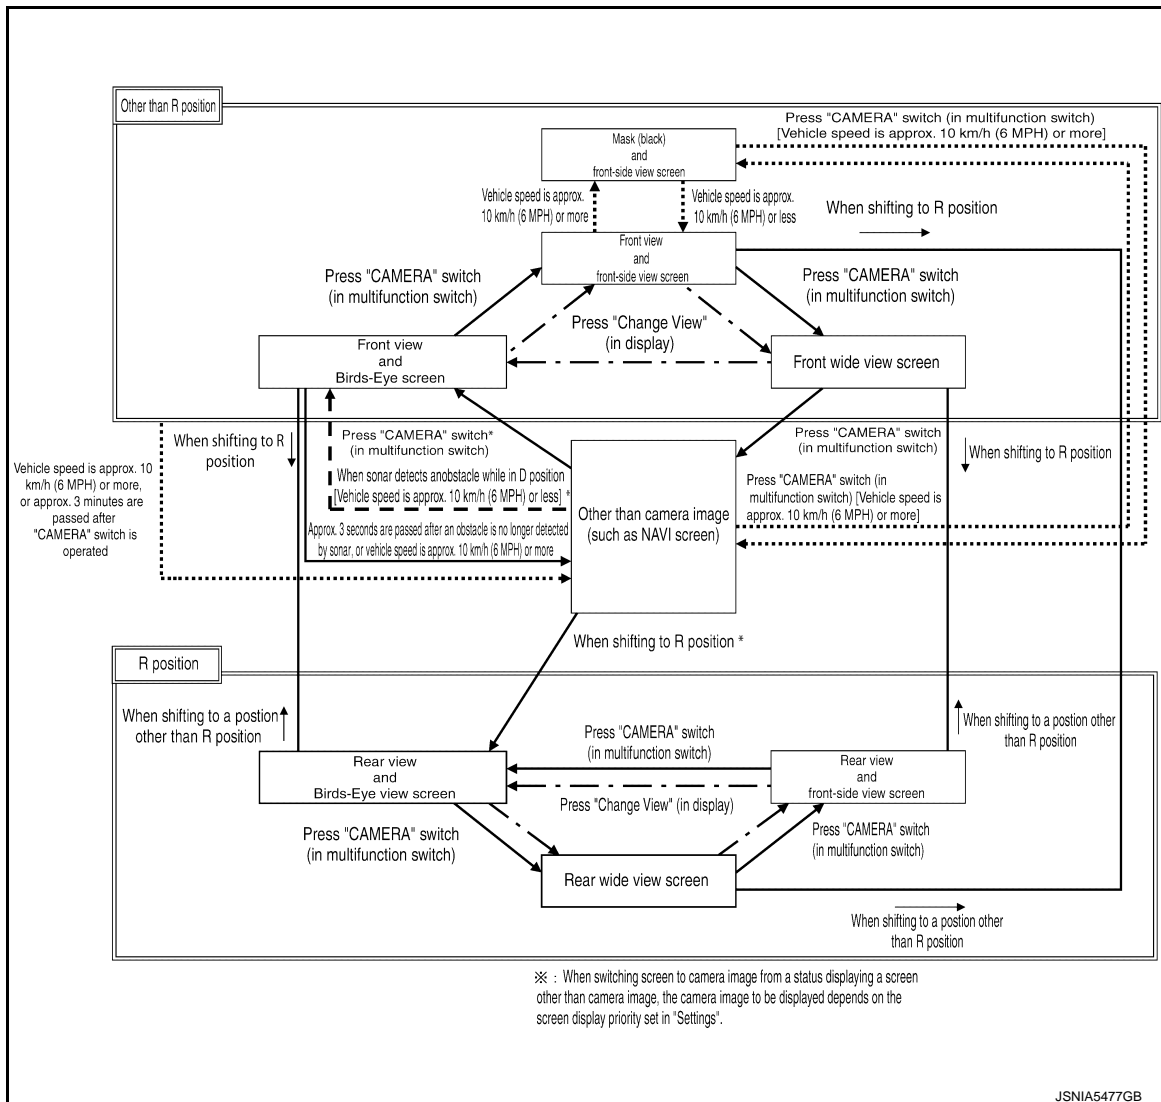 Other than R position
Press "CAMERA" switch (in multifunction switch)
[Vehicle speed is approx. 10 km/h (6 MPH) or more]
Mask (black)
and
front-side view screen
Vehicle speed is approx.
10 km/h (6 MPH) or more
Vehicle speed is approx.
10 km/h (6 MPH) or less
When shifting to R position
Front view
and
front-side view screen
Press "CAMERA" switch
(in multifunction switch)
Press "CAMERA" switch
(in multifunction switch)
Press "Change View"
(in display)
Front view
and
Birds-Eye screen
Front wide view screen
When shifting to R
position
Press "CAMERA" switch*
(in multifunction switch)
Press "CAMERA" switch
(in multifunction switch)
When shifting to R position
Vehicle speed is approx. 10
km/h (6 MPH) or more,
or approx. 3 minutes are
passed after
"CAMERA" switch is
operated
When sonar detects anobstacle while in D position
[Vehicle speed is approx. 10 km/h (6 MPH) or less] *
Press "CAMERA" switch (in
multifunction switch) [Vehicle speed is
approx. 10 km/h (6 MPH) or more]
Other than camera image
(such as NAVI screen)
Approx. 3 seconds are passed after an obstacle is no longer detected
by sonar, or vehicle speed is approx. 10 km/h (6 MPH) or more
When shifting to R position *
R position
When shifting to a postion
other than R position
When shifting to a postion other
than R position
Press "CAMERA" switch
(in multifunction switch)
Rear view
and
Birds-Eye view screen
Rear view
and
front-side view screen
Press "Change View" (in display)
Press "CAMERA" switch
(in multifunction switch)
Press "CAMERA" switch
(in multifunction switch)
Rear wide view screen
When shifting to a postion other
than R position
※ : When switching screen to camera image from a status displaying a screen
other than camera image, the camera image to be displayed depends on the
screen display priority set in "Settings".
JSNIA5477GB